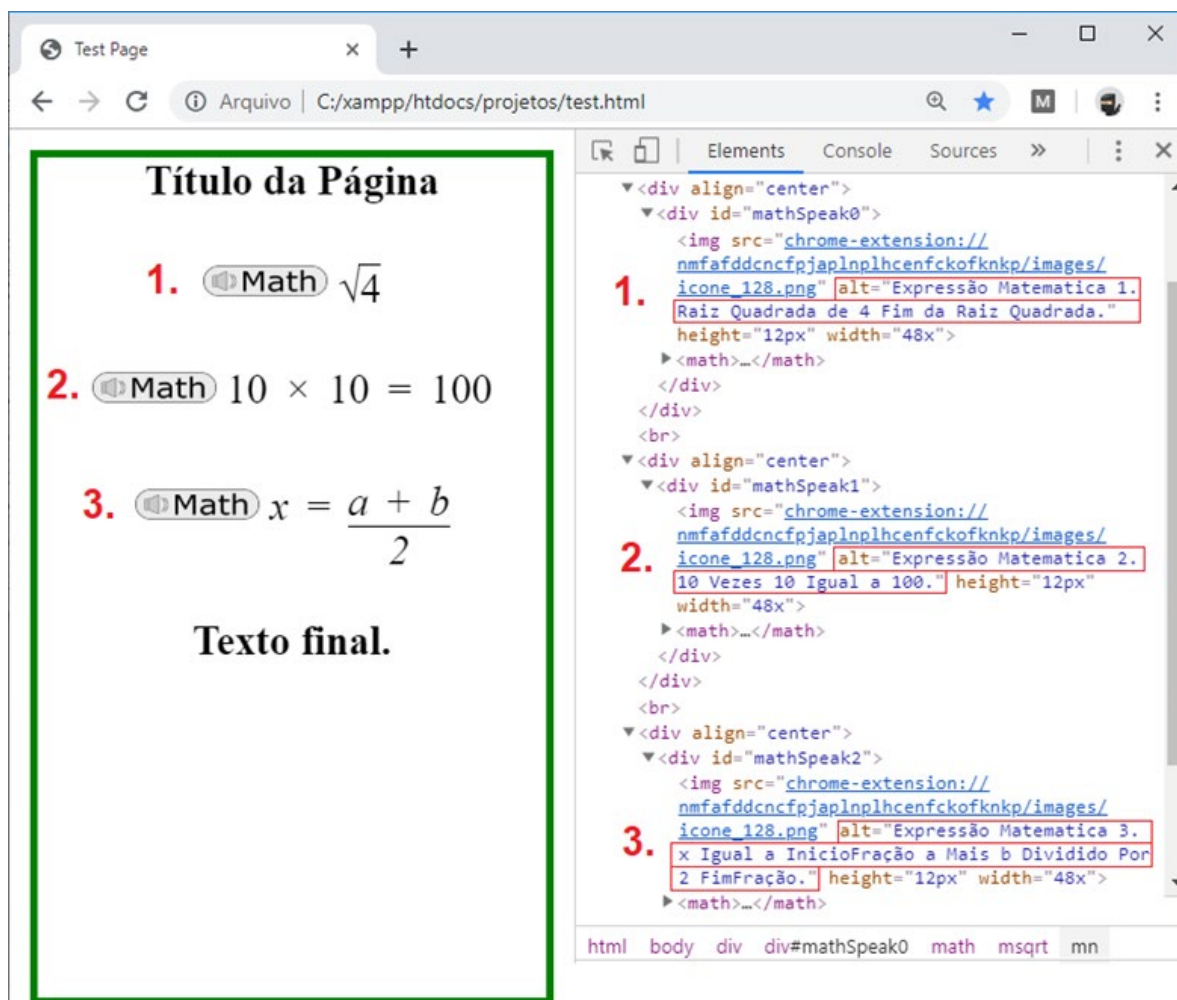 Test Page
Arquivo | C:/xampp/htdocs/projetos/test.html
M
Título da Página
1. Math √4
2. Math 10 × 10 = 100
3. Math x = a + b
2
Texto final.
Elements Console Sources »
▼<div align="center">
▼<div id="mathSpeak0">
<img src="chrome-extension://
nmfafddcncfpjaplnplhcenfckofknkp/images/
1. icone_128.png" alt="Expressão Matematica 1.
Raiz Quadrada de 4 Fim da Raiz Quadrada."
height="12px" width="48x">
▶<math>…</math>
</div>
</div>
<br>
▼<div align="center">
▼<div id="mathSpeak1">
<img src="chrome-extension://
nmfafddcncfpjaplnplhcenfckofknkp/images/
2. icone_128.png" alt="Expressão Matematica 2.
10 Vezes 10 Igual a 100." height="12px"
width="48x">
▶<math>…</math>
</div>
</div>
<br>
▼<div align="center">
▼<div id="mathSpeak2">
<img src="chrome-extension://
nmfafddcncfpjaplnplhcenfckofknkp/images/
3. icone_128.png" alt="Expressão Matematica 3.
x Igual a InicioFração a Mais b Dividido Por
2 FimFração." height="12px" width="48x">
▶<math>…</math>
html body div div#mathSpeak0 math msqrt mn